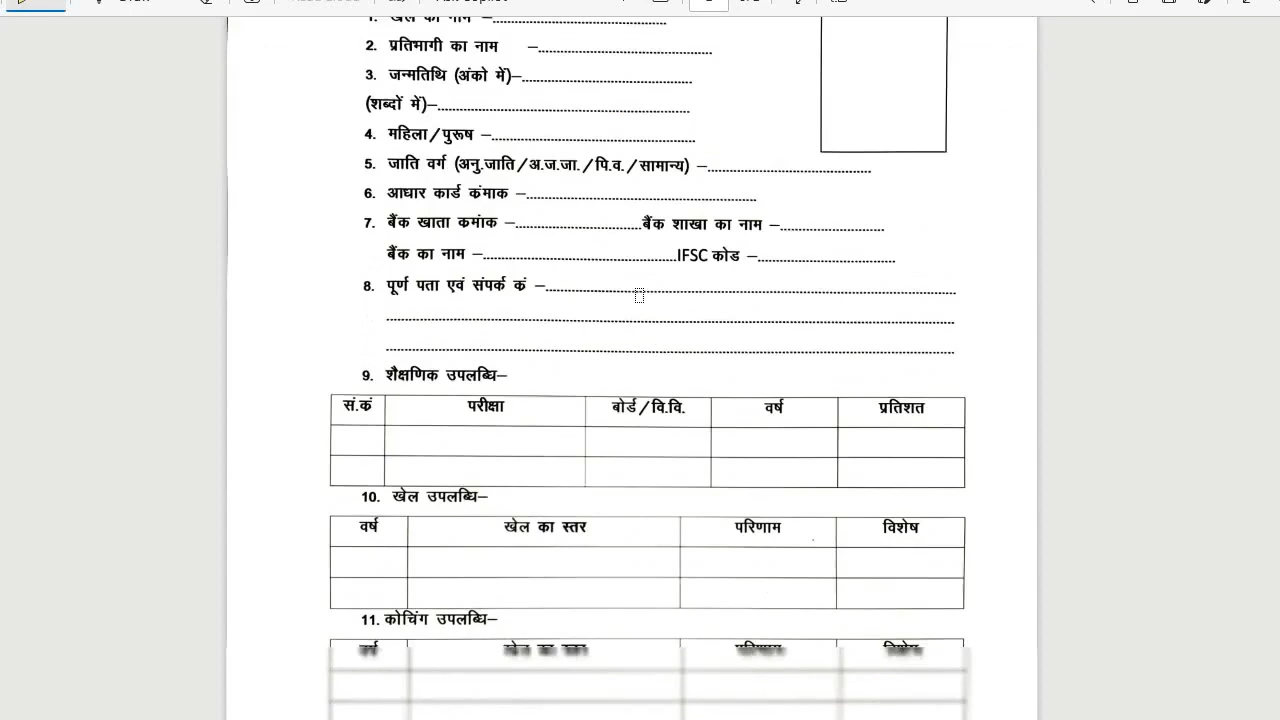 1. खेल का नाम –
2. प्रतिभागी का नाम –
3. जन्मतिथि (अंको में)–
(शब्दों में)–
4. महिला/पुरूष –
5. जाति वर्ग (अनु.जाति/अ.ज.जा./पि.व./सामान्य) –
6. आधार कार्ड कंमाक –
7. बैंक खाता कमांक – बैंक शाखा का नाम –
बैंक का नाम – IFSC कोड –
8. पूर्ण पता एवं संपर्क कं –
9. शैक्षणिक उपलब्धि–
सं.कं परीक्षा बोर्ड/वि.वि. वर्ष प्रतिशत
10. खेल उपलब्धि–
वर्ष खेल का स्तर परिणाम विशेष
11. कोचिंग उपलब्धि–